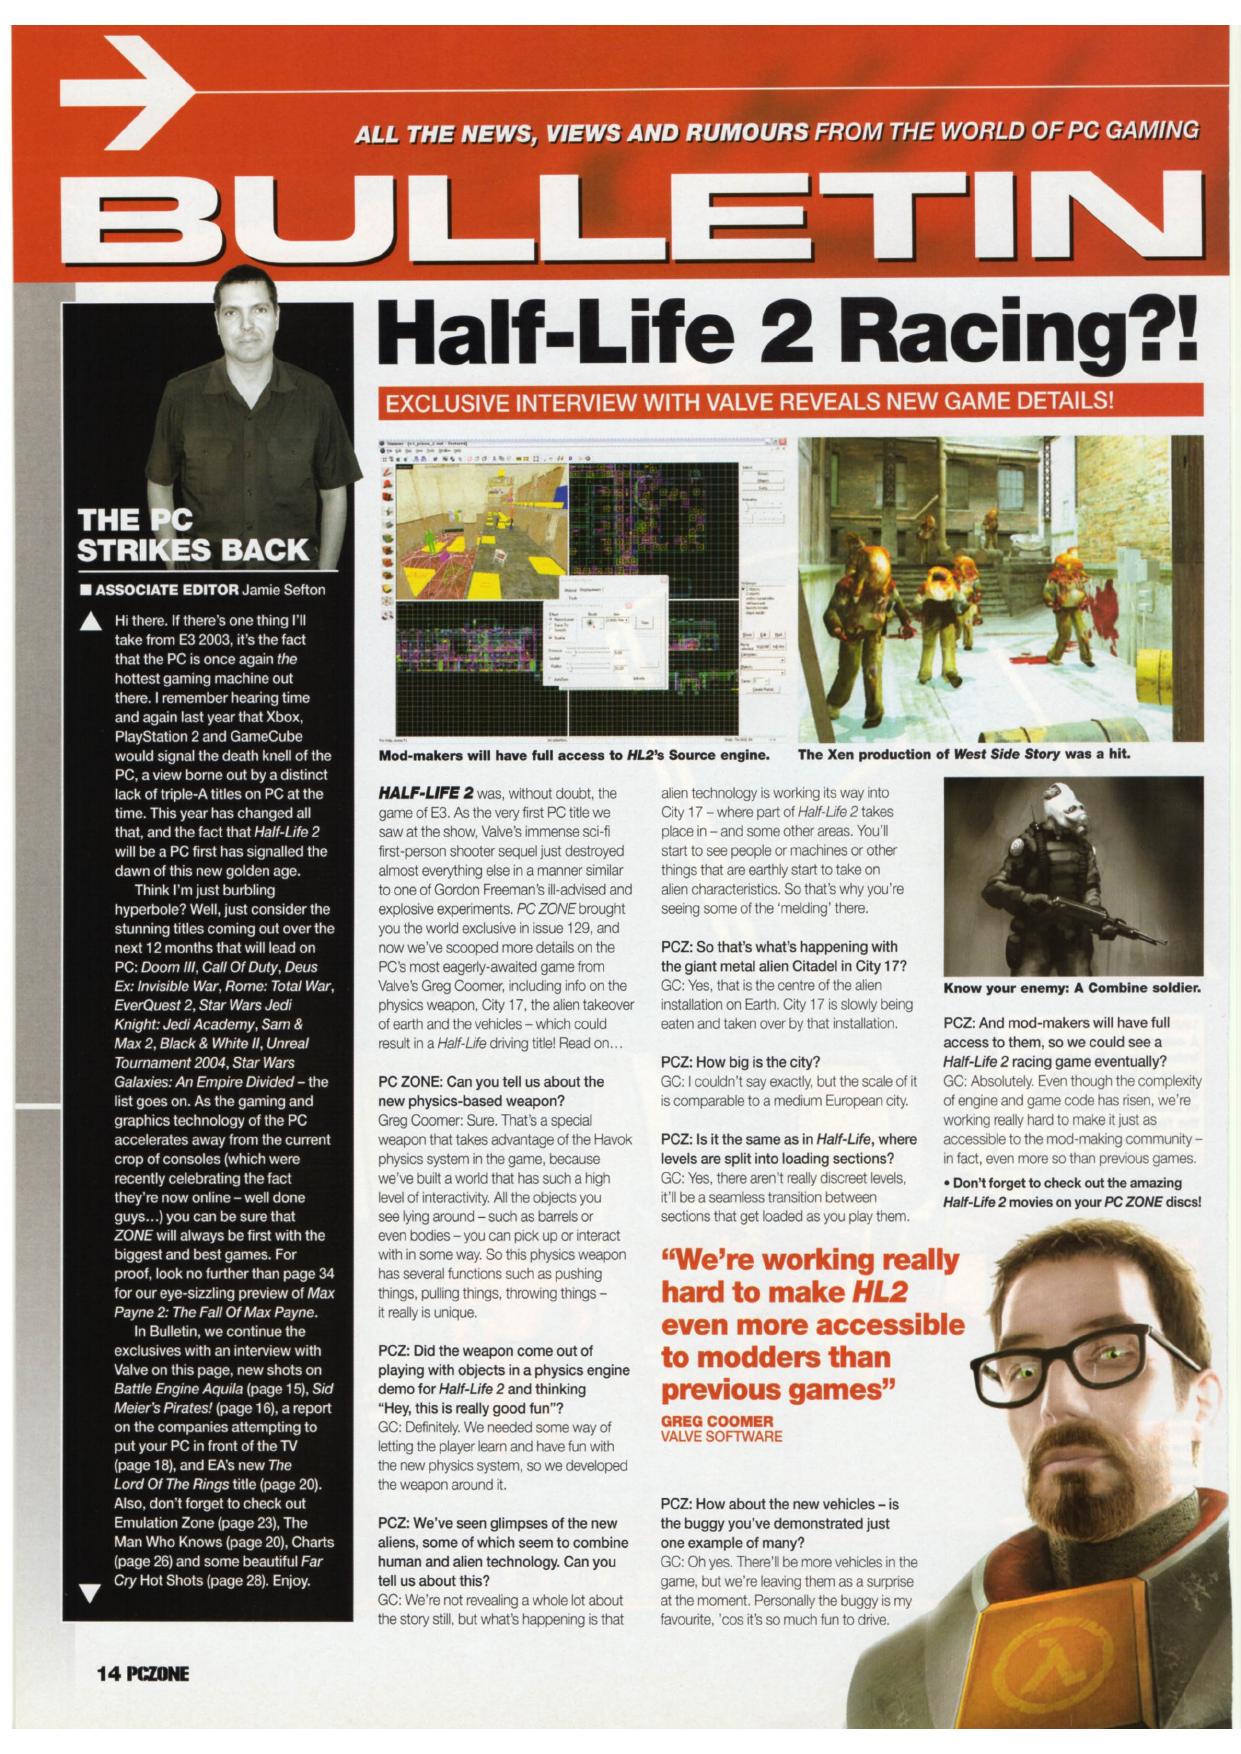 ALL THE NEWS, VIEWS AND RUMOURS FROM THE WORLD OF PC GAMING
BULLETIN
THE PC
STRIKES BACK
■ ASSOCIATE EDITOR Jamie Sefton
Hi there. If there's one thing I'll
take from E3 2003, it's the fact
that the PC is once again the
hottest gaming machine out
there. I remember hearing time
and again last year that Xbox,
PlayStation 2 and GameCube
would signal the death knell of the
PC, a view borne out by a distinct
lack of triple-A titles on PC at the
time. This year has changed all
that, and the fact that Half-Life 2
will be a PC first has signalled the
dawn of this new golden age.
Think I'm just burbling
hyperbole? Well, just consider the
stunning titles coming out over the
next 12 months that will lead on
PC: Doom III, Call Of Duty, Deus
Ex: Invisible War, Rome: Total War,
EverQuest 2, Star Wars Jedi
Knight: Jedi Academy, Sam &
Max 2, Black & White II, Unreal
Tournament 2004, Star Wars
Galaxies: An Empire Divided – the
list goes on. As the gaming and
graphics technology of the PC
accelerates away from the current
crop of consoles (which were
recently celebrating the fact
they're now online – well done
guys...) you can be sure that
ZONE will always be first with the
biggest and best games. For
proof, look no further than page 34
for our eye-sizzling preview of Max
Payne 2: The Fall Of Max Payne.
In Bulletin, we continue the
exclusives with an interview with
Valve on this page, new shots on
Battle Engine Aquila (page 15), Sid
Meier's Pirates! (page 16), a report
on the companies attempting to
put your PC in front of the TV
(page 18), and EA's new The
Lord Of The Rings title (page 20).
Also, don't forget to check out
Emulation Zone (page 23), The
Man Who Knows (page 20), Charts
(page 26) and some beautiful Far
Cry Hot Shots (page 28). Enjoy.
Half-Life 2 Racing?!
EXCLUSIVE INTERVIEW WITH VALVE REVEALS NEW GAME DETAILS!
Mod-makers will have full access to HL2's Source engine.
The Xen production of West Side Story was a hit.
HALF-LIFE 2 was, without doubt, the
game of E3. As the very first PC title we
saw at the show, Valve's immense sci-fi
first-person shooter sequel just destroyed
almost everything else in a manner similar
to one of Gordon Freeman's ill-advised and
explosive experiments. PC ZONE brought
you the world exclusive in issue 129, and
now we've scooped more details on the
PC's most eagerly-awaited game from
Valve's Greg Coomer, including info on the
physics weapon, City 17, the alien takeover
of earth and the vehicles – which could
result in a Half-Life driving title! Read on...
PC ZONE: Can you tell us about the
new physics-based weapon?
Greg Coomer: Sure. That's a special
weapon that takes advantage of the Havok
physics system in the game, because
we've built a world that has such a high
level of interactivity. All the objects you
see lying around – such as barrels or
even bodies – you can pick up or interact
with in some way. So this physics weapon
has several functions such as pushing
things, pulling things, throwing things –
it really is unique.
PCZ: Did the weapon come out of
playing with objects in a physics engine
demo for Half-Life 2 and thinking
"Hey, this is really good fun"?
GC: Definitely. We needed some way of
letting the player learn and have fun with
the new physics system, so we developed
the weapon around it.
PCZ: We've seen glimpses of the new
aliens, some of which seem to combine
human and alien technology. Can you
tell us about this?
GC: We're not revealing a whole lot about
the story still, but what's happening is that
alien technology is working its way into
City 17 – where part of Half-Life 2 takes
place in – and some other areas. You'll
start to see people or machines or other
things that are earthly start to take on
alien characteristics. So that's why you're
seeing some of the 'melding' there.
PCZ: So that's what's happening with
the giant metal alien Citadel in City 17?
GC: Yes, that is the centre of the alien
installation on Earth. City 17 is slowly being
eaten and taken over by that installation.
PCZ: How big is the city?
GC: I couldn't say exactly, but the scale of it
is comparable to a medium European city.
PCZ: Is it the same as in Half-Life, where
levels are split into loading sections?
GC: Yes, there aren't really discreet levels,
it'll be a seamless transition between
sections that get loaded as you play them.
"We're working really
hard to make HL2
even more accessible
to modders than
previous games"
GREG COOMER
VALVE SOFTWARE
PCZ: How about the new vehicles – is
the buggy you've demonstrated just
one example of many?
GC: Oh yes. There'll be more vehicles in the
game, but we're leaving them as a surprise
at the moment. Personally the buggy is my
favourite, 'cos it's so much fun to drive.
Know your enemy: A Combine soldier.
PCZ: And mod-makers will have full
access to them, so we could see a
Half-Life 2 racing game eventually?
GC: Absolutely. Even though the complexity
of engine and game code has risen, we're
working really hard to make it just as
accessible to the mod-making community –
in fact, even more so than previous games.
• Don't forget to check out the amazing
Half-Life 2 movies on your PC ZONE discs!
14 PCZONE